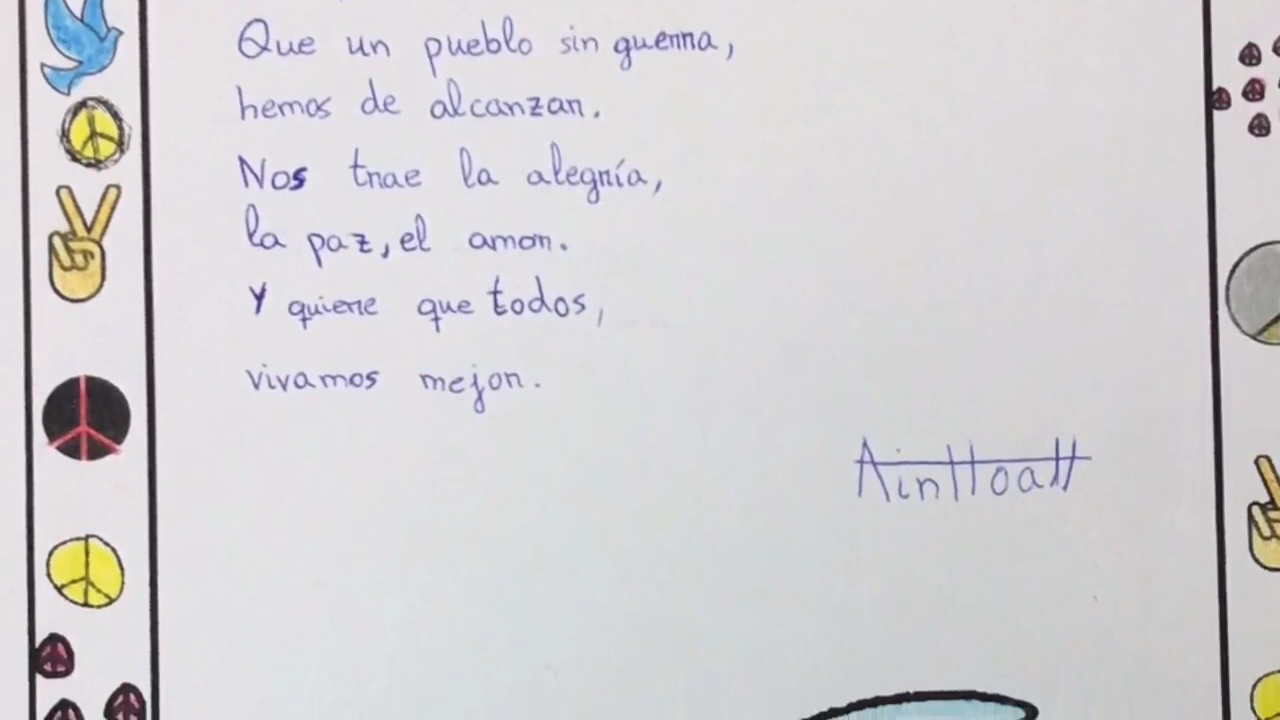 Que un pueblo sin guerra,
hemos de alcanzar.
Nos trae la alegría,
la paz, el amor.
Y quiere que todos,
vivamos mejor.